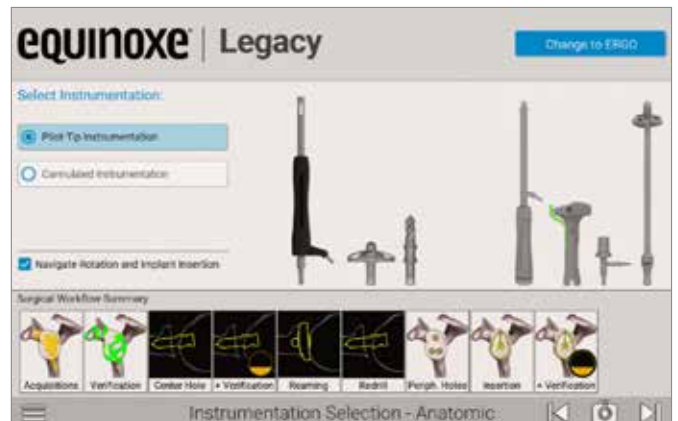 equinoxe | Legacy
Change to ERGO
Select Instrumentation:
Pilot Tip Instrumentation
Cannulated Instrumentation
Navigate Rotation and Implant Insertion
Surgical Workflow Summary
Acquisitions
Verification
Center Hole
+ Verification
Reaming
Redrill
Periph. Holes
Insertion
+ Verification
Instrumentation Selection - Anatomic